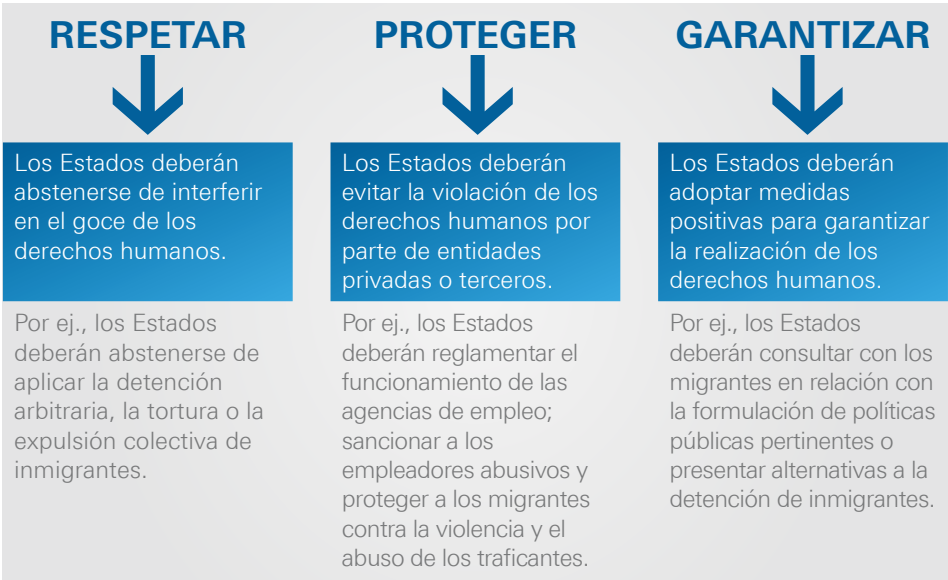 RESPETAR
Los Estados deberán
abstenerse de interferir
en el goce de los
derechos humanos.
Por ej., los Estados
deberán abstenerse de
aplicar la detención
arbitraria, la tortura o la
expulsión colectiva de
inmigrantes.
PROTEGER
Los Estados deberán
evitar la violación de los
derechos humanos por
parte de entidades
privadas o terceros.
Por ej., los Estados
deberán reglamentar el
funcionamiento de las
agencias de empleo;
sancionar a los
empleadores abusivos y
proteger a los migrantes
contra la violencia y el
abuso de los traficantes.
GARANTIZAR
Los Estados deberán
adoptar medidas
positivas para garantizar
la realización de los
derechos humanos.
Por ej., los Estados
deberán consultar con los
migrantes en relación con
la formulación de políticas
públicas pertinentes o
presentar alternativas a la
detención de inmigrantes.